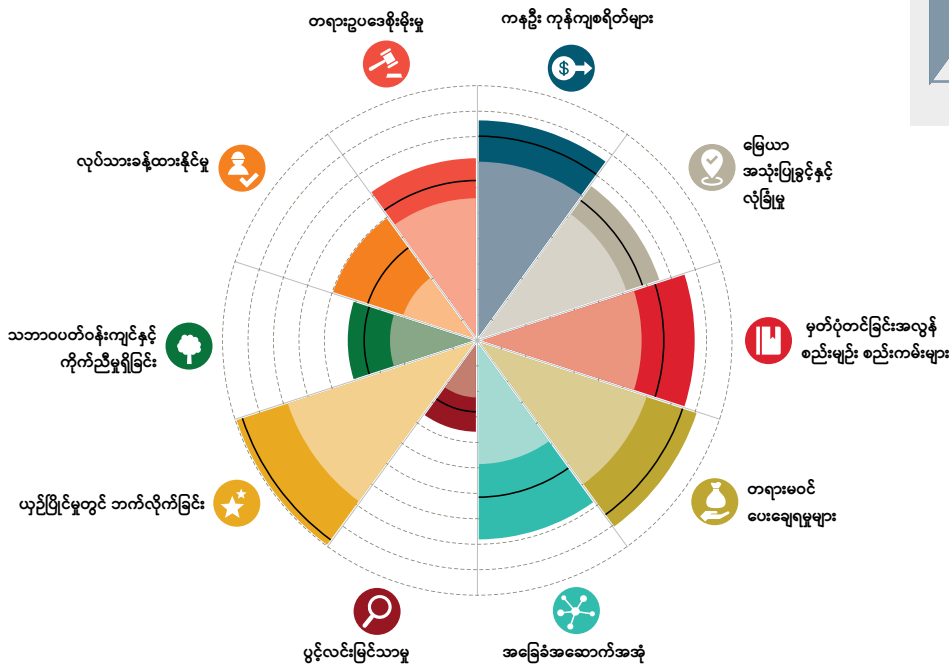 တရားဥပဒေစိုးမိုးမှု
ကနဦး ကုန်ကျစရိတ်များ
မြေယာ
အသုံးပြုခွင့်နှင့်
လုံခြုံမှု
လုပ်သားခန့်ထားနိုင်မှု
မှတ်ပုံတင်ခြင်းအလွန်
စည်းမျဉ်း စည်းကမ်းများ
သဘာဝပတ်ဝန်းကျင်နှင့်
ကိုက်ညီမှုရှိခြင်း
တရားမဝင်
ပေးချေရမှုများ
ယှဉ်ပြိုင်မှုတွင် ဘက်လိုက်ခြင်း
ပွင့်လင်းမြင်သာမှု
အခြေခံအဆောက်အအုံ